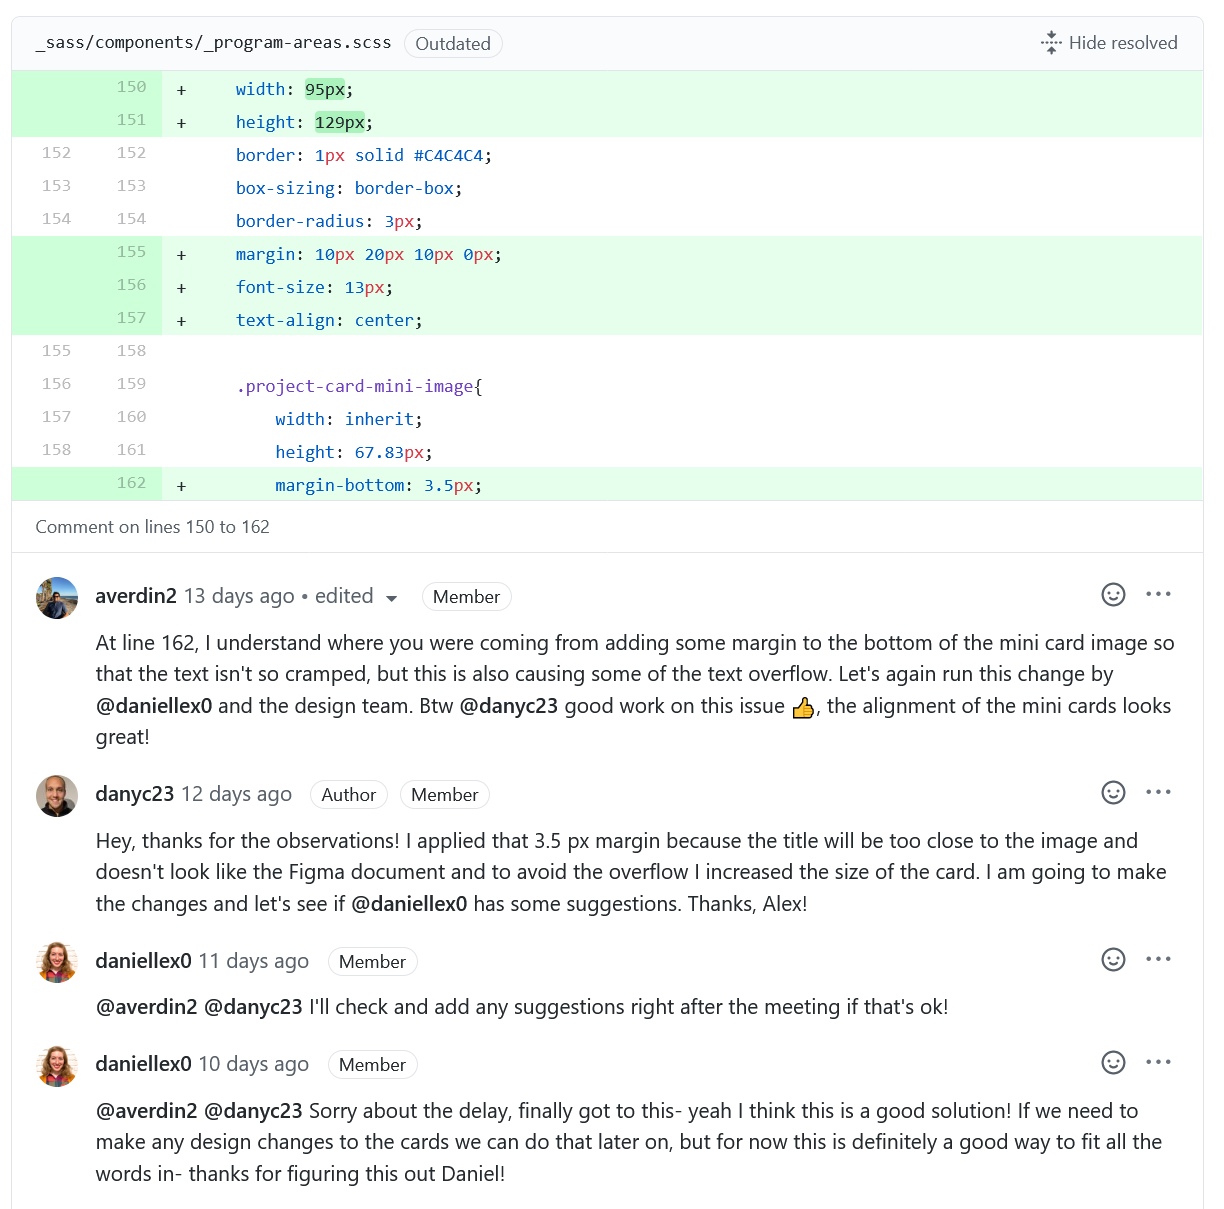 _sass/components/_program-areas.scss Outdated Hide resolved
150 + width: 95px;
151 + height: 129px;
152 152 border: 1px solid #C4C4C4;
153 153 box-sizing: border-box;
154 154 border-radius: 3px;
155 + margin: 10px 20px 10px 0px;
156 + font-size: 13px;
157 + text-align: center;
155 158
156 159 .project-card-mini-image{
157 160 width: inherit;
158 161 height: 67.83px;
162 + margin-bottom: 3.5px;
Comment on lines 150 to 162
averdin2 13 days ago • edited Member
At line 162, I understand where you were coming from adding some margin to the bottom of the mini card image so
that the text isn't so cramped, but this is also causing some of the text overflow. Let's again run this change by
@daniellex0 and the design team. Btw @danyc23 good work on this issue 👍, the alignment of the mini cards looks
great!
danyc23 12 days ago Author Member
Hey, thanks for the observations! I applied that 3.5 px margin because the title will be too close to the image and
doesn't look like the Figma document and to avoid the overflow I increased the size of the card. I am going to make
the changes and let's see if @daniellex0 has some suggestions. Thanks, Alex!
daniellex0 11 days ago Member
@averdin2 @danyc23 I'll check and add any suggestions right after the meeting if that's ok!
daniellex0 10 days ago Member
@averdin2 @danyc23 Sorry about the delay, finally got to this- yeah I think this is a good solution! If we need to
make any design changes to the cards we can do that later on, but for now this is definitely a good way to fit all the
words in- thanks for figuring this out Daniel!